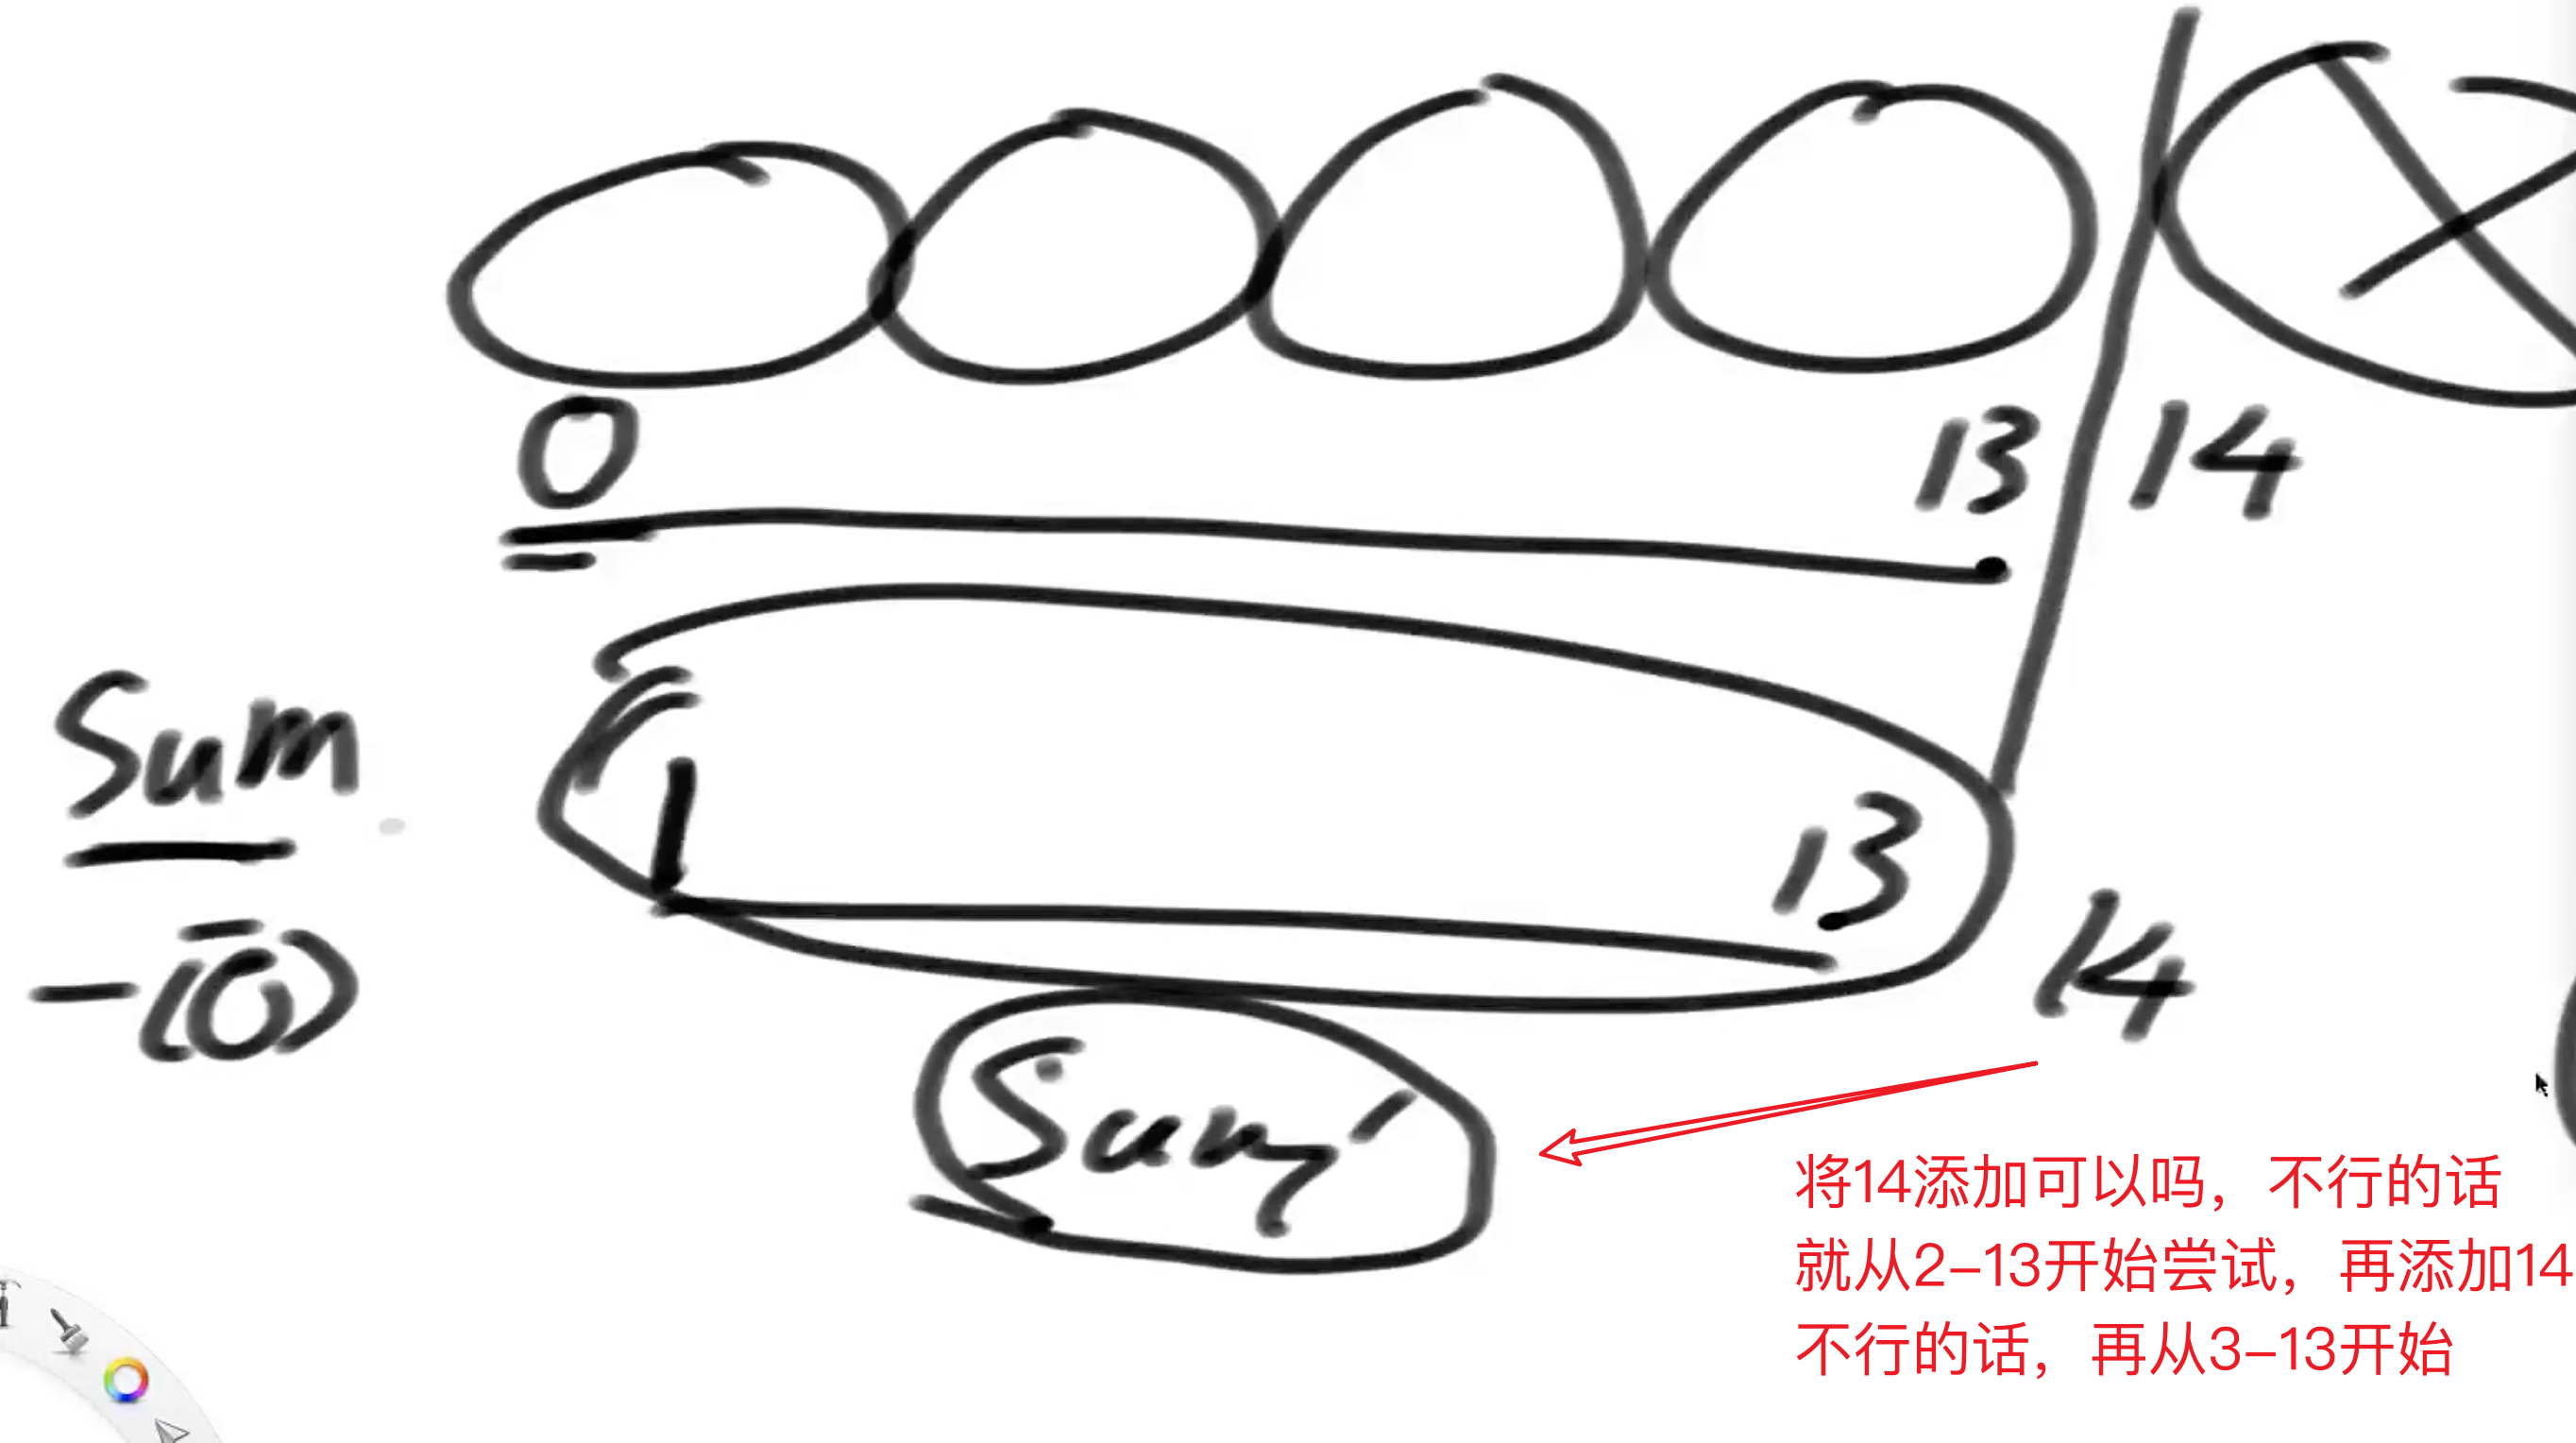 0 13 14
Sum 1 13
-(0) 14
Sum'
将14添加可以吗，不行的话
就从2-13开始尝试，再添加14
不行的话，再从3-13开始